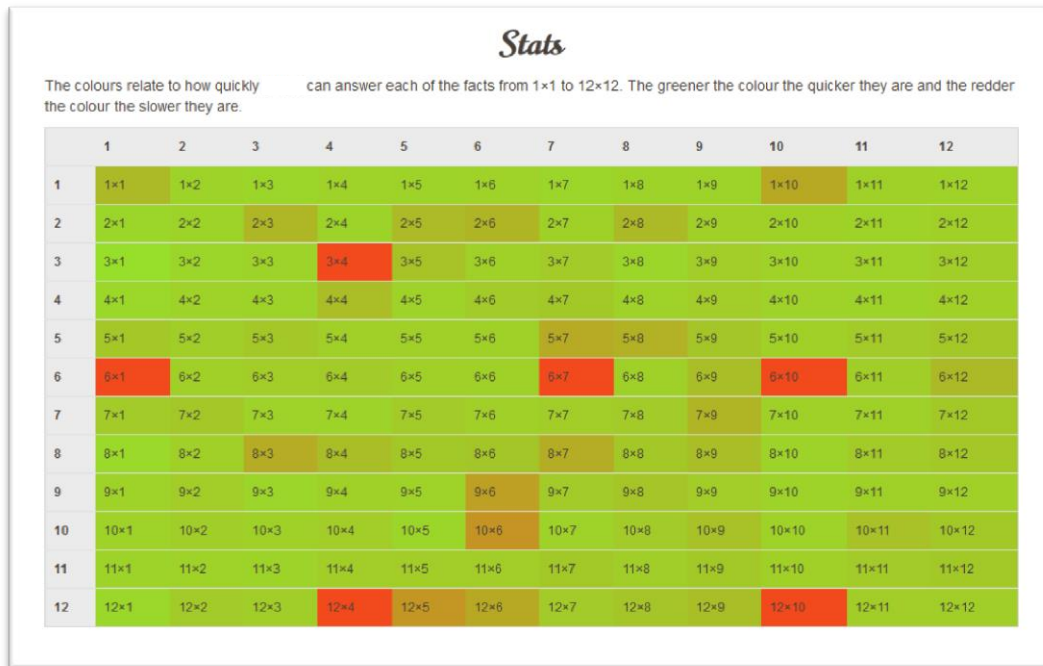 Stats
The colours relate to how quickly can answer each of the facts from 1×1 to 12×12. The greener the colour the quicker they are and the redder
the colour the slower they are.
1 2 3 4 5 6 7 8 9 10 11 12
1 1×1 1×2 1×3 1×4 1×5 1×6 1×7 1×8 1×9 1×10 1×11 1×12
2 2×1 2×2 2×3 2×4 2×5 2×6 2×7 2×8 2×9 2×10 2×11 2×12
3 3×1 3×2 3×3 3×4 3×5 3×6 3×7 3×8 3×9 3×10 3×11 3×12
4 4×1 4×2 4×3 4×4 4×5 4×6 4×7 4×8 4×9 4×10 4×11 4×12
5 5×1 5×2 5×3 5×4 5×5 5×6 5×7 5×8 5×9 5×10 5×11 5×12
6 6×1 6×2 6×3 6×4 6×5 6×6 6×7 6×8 6×9 6×10 6×11 6×12
7 7×1 7×2 7×3 7×4 7×5 7×6 7×7 7×8 7×9 7×10 7×11 7×12
8 8×1 8×2 8×3 8×4 8×5 8×6 8×7 8×8 8×9 8×10 8×11 8×12
9 9×1 9×2 9×3 9×4 9×5 9×6 9×7 9×8 9×9 9×10 9×11 9×12
10 10×1 10×2 10×3 10×4 10×5 10×6 10×7 10×8 10×9 10×10 10×11 10×12
11 11×1 11×2 11×3 11×4 11×5 11×6 11×7 11×8 11×9 11×10 11×11 11×12
12 12×1 12×2 12×3 12×4 12×5 12×6 12×7 12×8 12×9 12×10 12×11 12×12